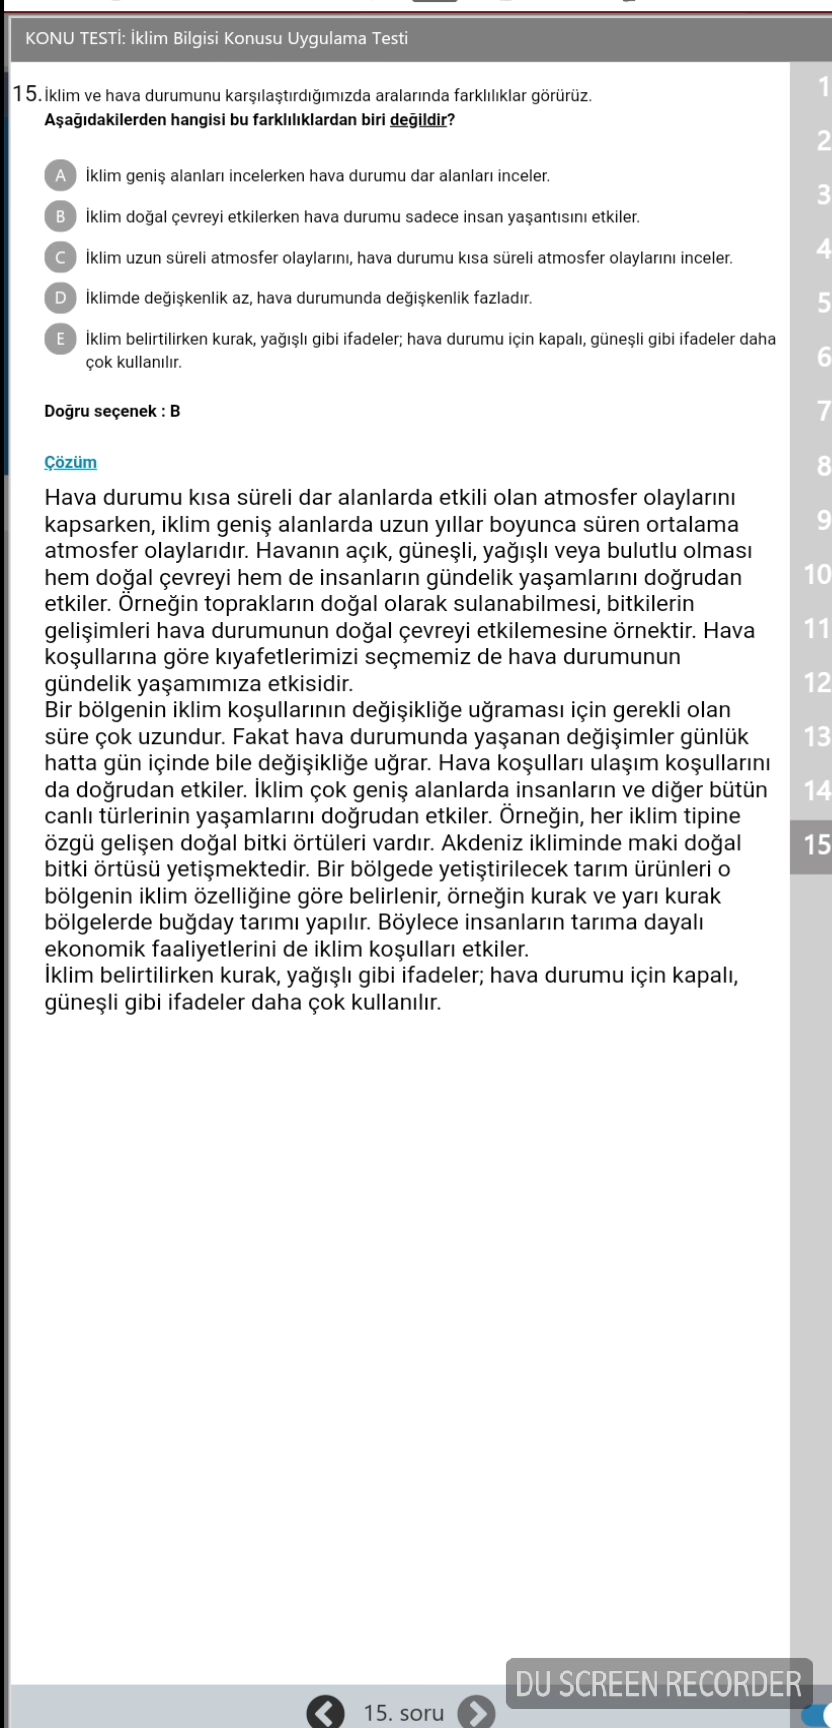 KONU TESTİ: İklim Bilgisi Konusu Uygulama Testi
15. İklim ve hava durumunu karşılaştırdığımızda aralarında farklılıklar görürüz.
Aşağıdakilerden hangisi bu farklılıklardan biri değildir?
A İklim geniş alanları incelerken hava durumu dar alanları inceler.
B İklim doğal çevreyi etkilerken hava durumu sadece insan yaşantısını etkiler.
C İklim uzun süreli atmosfer olaylarını, hava durumu kısa süreli atmosfer olaylarını inceler.
D İklimde değişkenlik az, hava durumunda değişkenlik fazladır.
E İklim belirtilirken kurak, yağışlı gibi ifadeler; hava durumu için kapalı, güneşli gibi ifadeler daha
çok kullanılır.
Doğru seçenek : B
Çözüm
Hava durumu kısa süreli dar alanlarda etkili olan atmosfer olaylarını
kapsarken, iklim geniş alanlarda uzun yıllar boyunca süren ortalama
atmosfer olaylarıdır. Havanın açık, güneşli, yağışlı veya bulutlu olması
hem doğal çevreyi hem de insanların gündelik yaşamlarını doğrudan
etkiler. Örneğin toprakların doğal olarak sulanabilmesi, bitkilerin
gelişimleri hava durumunun doğal çevreyi etkilemesine örnektir. Hava
koşullarına göre kıyafetlerimizi seçmemiz de hava durumunun
gündelik yaşamımıza etkisidir.
Bir bölgenin iklim koşullarının değişikliğe uğraması için gerekli olan
süre çok uzundur. Fakat hava durumunda yaşanan değişimler günlük
hatta gün içinde bile değişikliğe uğrar. Hava koşulları ulaşım koşullarını
da doğrudan etkiler. İklim çok geniş alanlarda insanların ve diğer bütün
canlı türlerinin yaşamlarını doğrudan etkiler. Örneğin, her iklim tipine
özgü gelişen doğal bitki örtüleri vardır. Akdeniz ikliminde maki doğal
bitki örtüsü yetişmektedir. Bir bölgede yetiştirilecek tarım ürünleri o
bölgenin iklim özelliğine göre belirlenir, örneğin kurak ve yarı kurak
bölgelerde buğday tarımı yapılır. Böylece insanların tarıma dayalı
ekonomik faaliyetlerini de iklim koşulları etkiler.
İklim belirtilirken kurak, yağışlı gibi ifadeler; hava durumu için kapalı,
güneşli gibi ifadeler daha çok kullanılır.
1
2
3
4
5
6
7
8
9
10
11
12
13
14
15
DU SCREEN RECORDER
15. soru